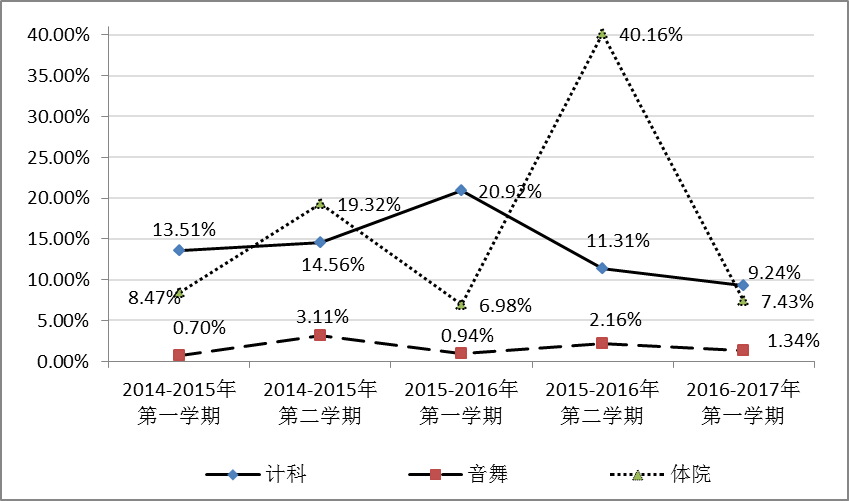 40.00%
35.00%
30.00%
25.00%
20.00%
15.00%
10.00%
5.00%
0.00%
40.16%
20.92%
19.32%
13.51%
14.56%
11.31%
9.24%
8.47%
6.98%
7.43%
0.70%
3.11%
0.94%
2.16%
1.34%
2014-2015年
第一学期
2014-2015年
第二学期
2015-2016年
第一学期
2015-2016年
第二学期
2016-2017年
第一学期
计科
音舞
体院